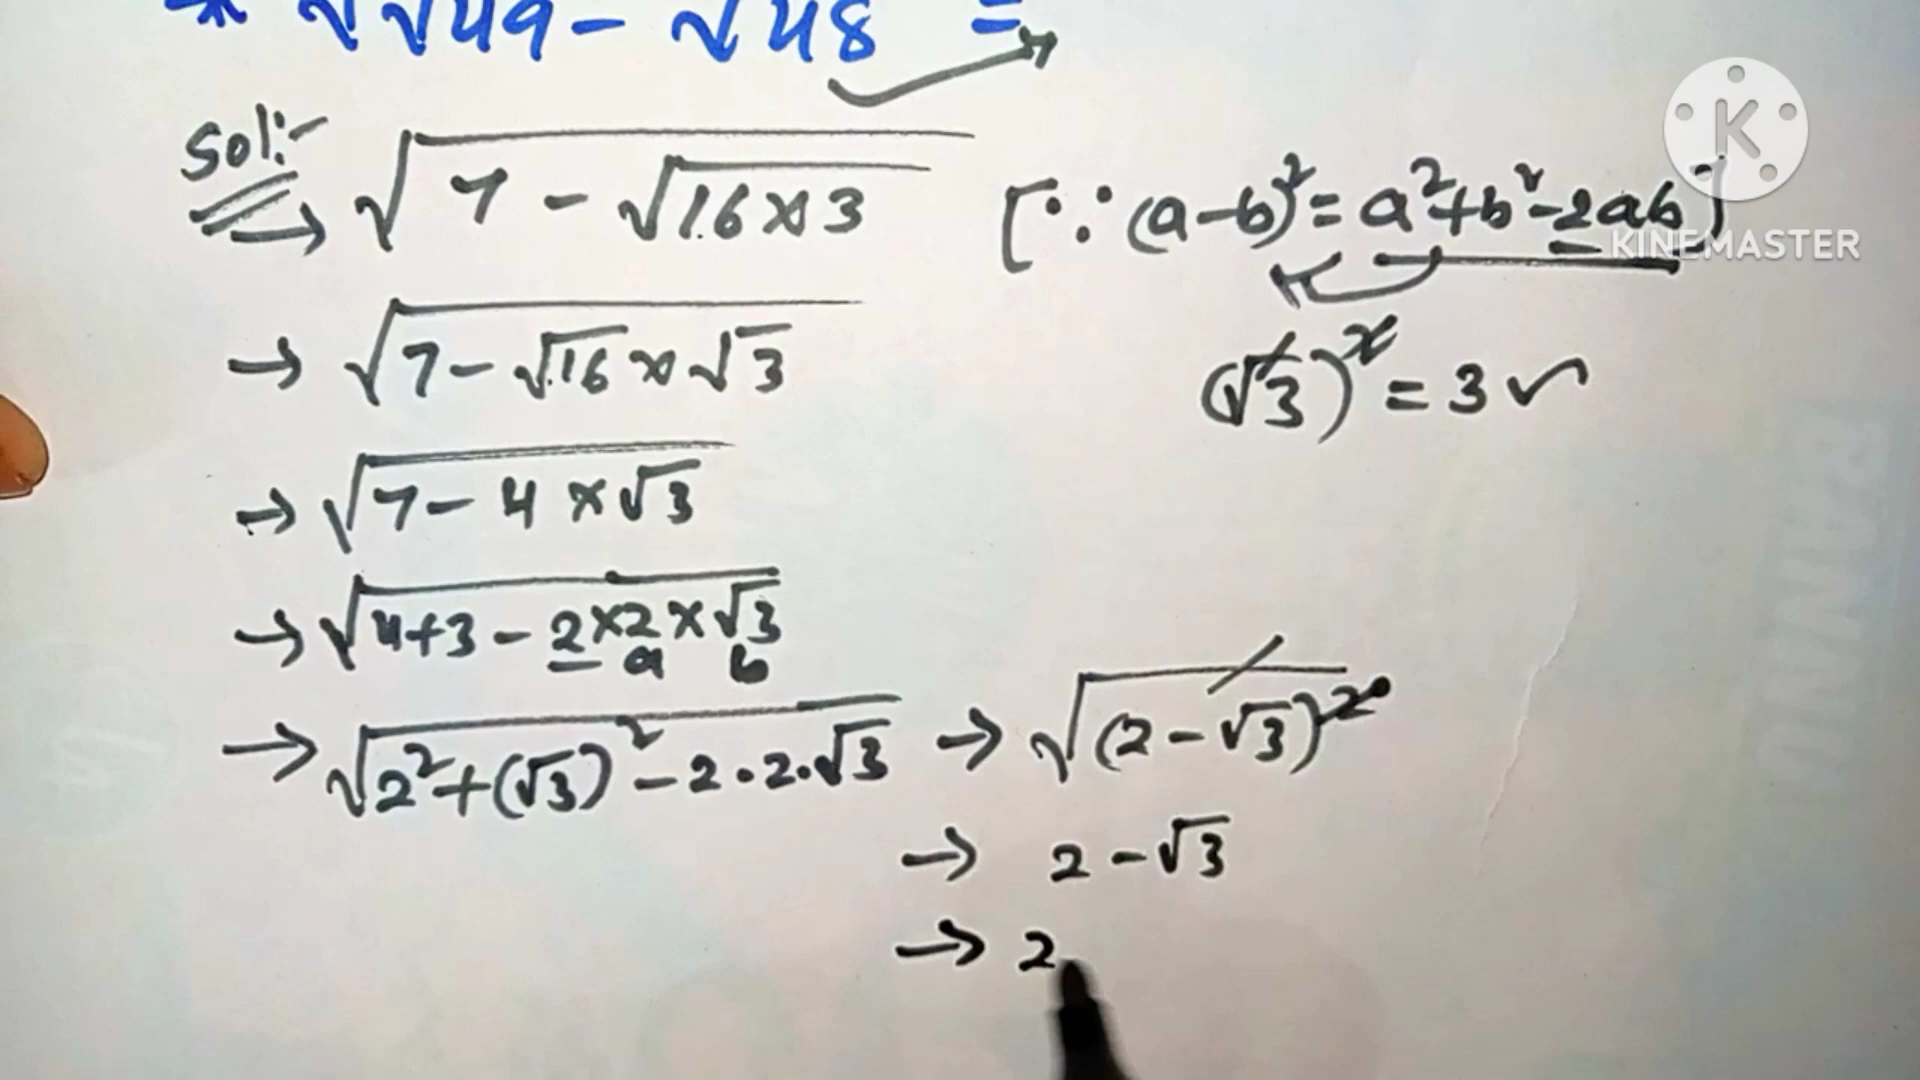 * √√49 - √48 =
Sol:-
→ √7 - √16×3
[∵ (a-b)² = a²+b²-2ab]
K
KINEMASTER
→ √7 - √16 × √3
(√3)² = 3 ✓
→ √7 - 4 × √3
→ √4+3 - 2×2×√3
a b
→ √2²+(√3)²-2·2·√3 → √(2-√3)²
→ 2 - √3
→ 2